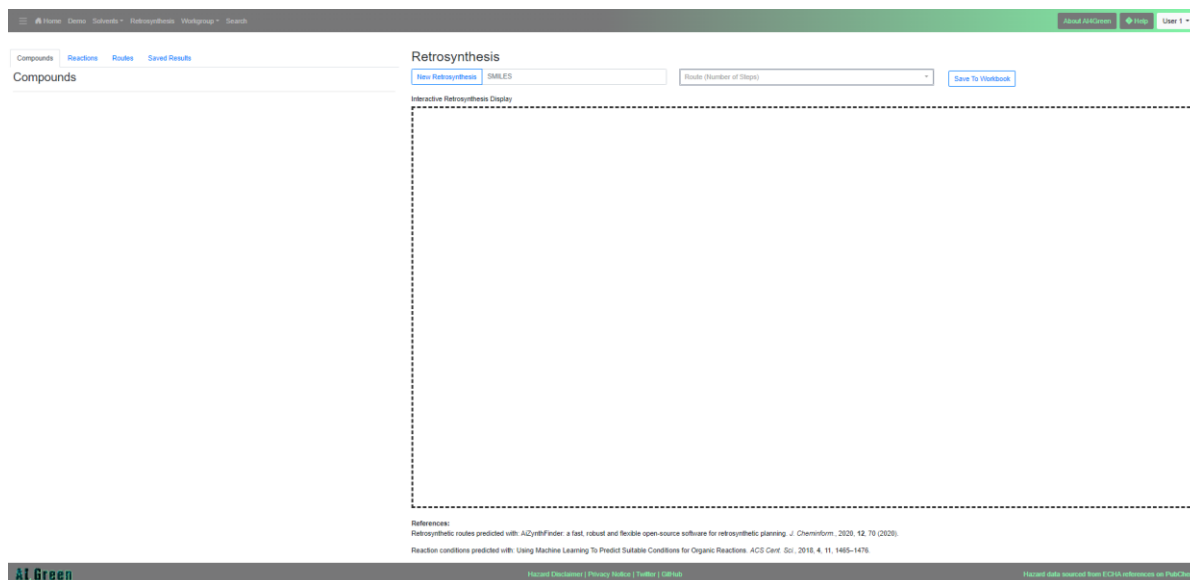 Home Demo Solvents Retrosynthesis Workgroup Search
About AI4Green Help User 1
Compounds Reactions Routes Saved Results
Compounds
Retrosynthesis
New Retrosynthesis SMILES Route (Number of Steps) Save To Workbook
Interactive Retrosynthesis Display
References:
Retrosynthetic routes predicted with: AiZynthFinder: a fast, robust and flexible open-source software for retrosynthetic planning. J. Cheminform., 2020, 12, 70 (2020).
Reaction conditions predicted with: Using Machine Learning To Predict Suitable Conditions for Organic Reactions. ACS Cent. Sci., 2018, 4, 11, 1465–1476.
AI Green
Hazard Disclaimer | Privacy Notice | Twitter | GitHub
Hazard data sourced from ECHA references on PubChe